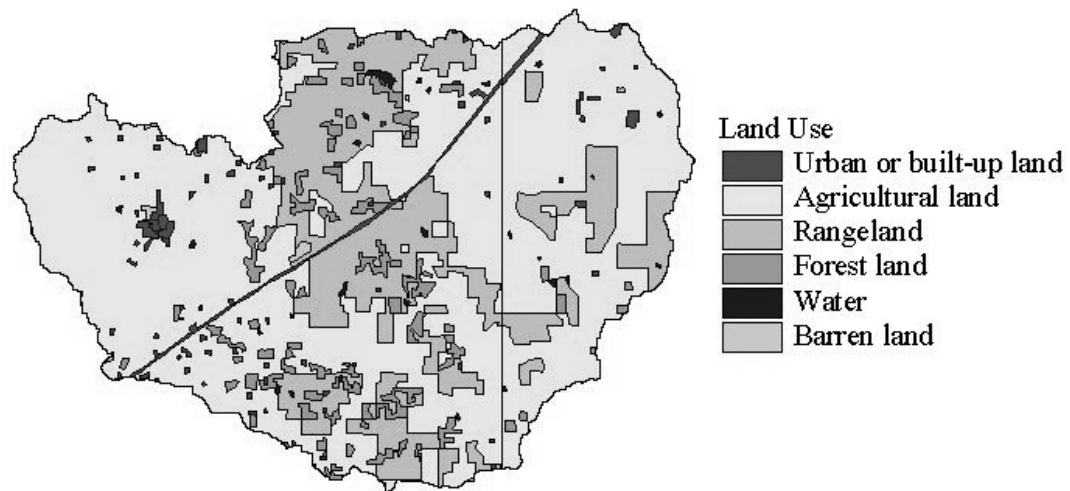 Land Use
Urban or built-up land
Agricultural land
Rangeland
Forest land
Water
Barren land